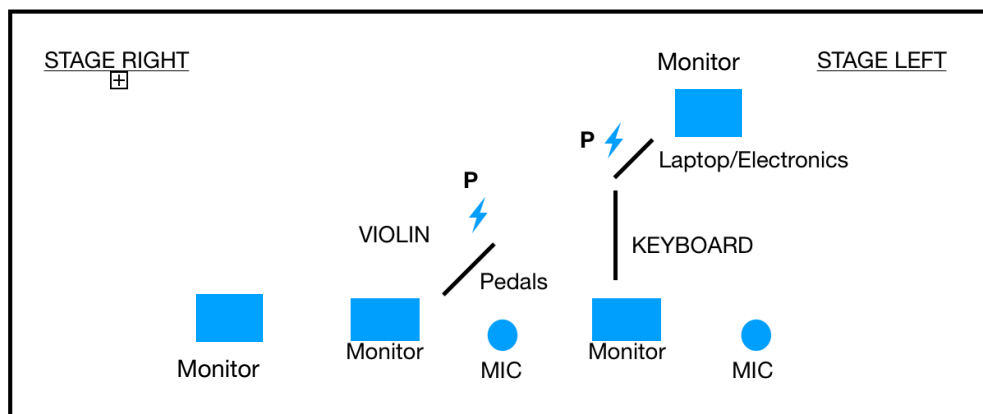 STAGE RIGHT
STAGE LEFT
Monitor
P
Laptop/Electronics
P
VIOLIN
KEYBOARD
Pedals
Monitor
Monitor
MIC
Monitor
MIC